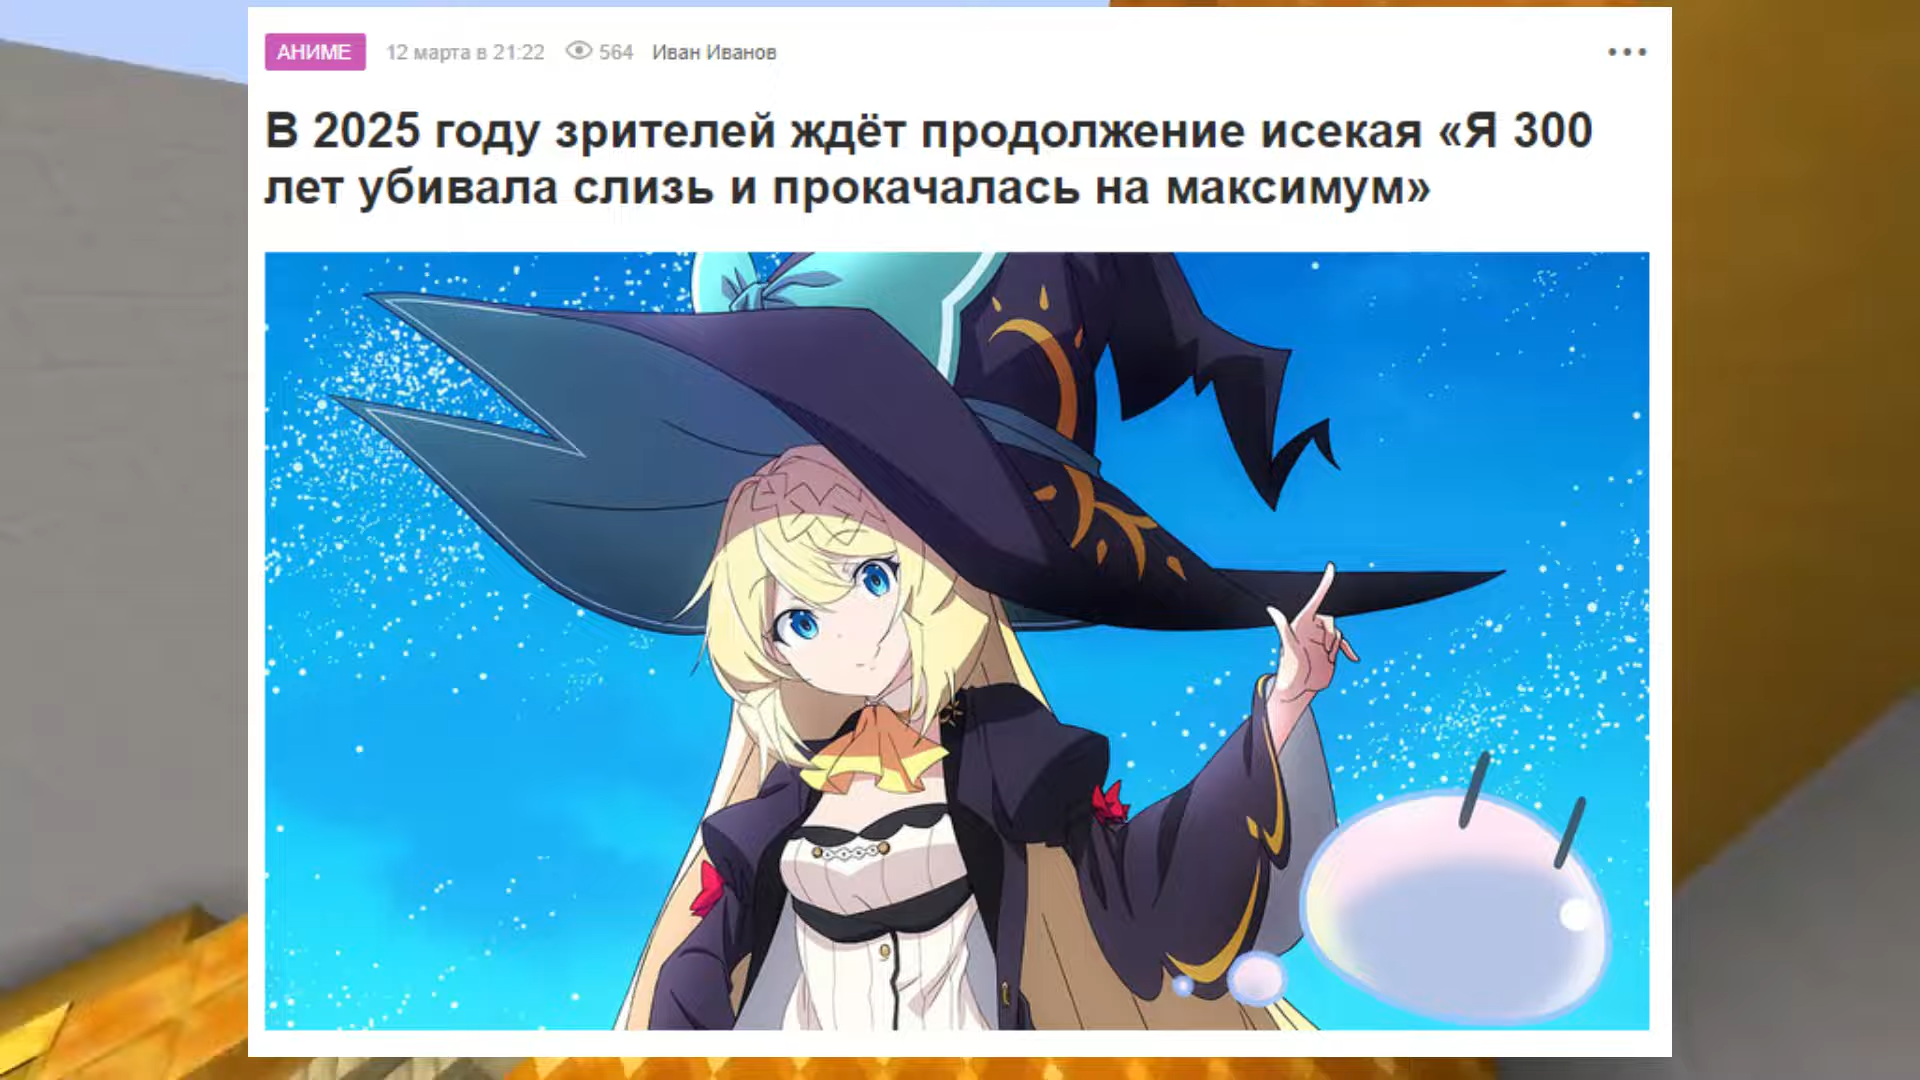 АНИМЕ 12 марта в 21:22 564 Иван Иванов
В 2025 году зрителей ждёт продолжение исекая «Я 300
лет убивала слизь и прокачалась на максимум»